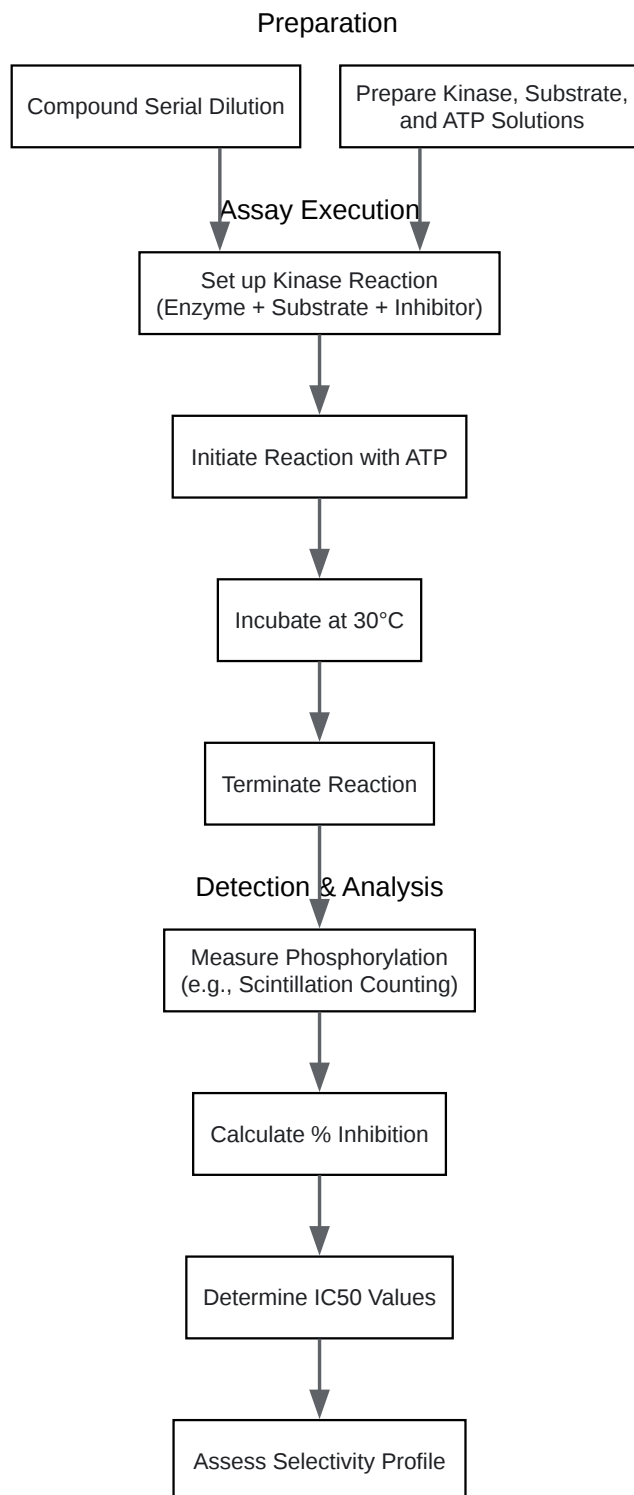 Preparation
Compound Serial Dilution
Prepare Kinase, Substrate,
and ATP Solutions
Assay Execution
Set up Kinase Reaction
(Enzyme + Substrate + Inhibitor)
Initiate Reaction with ATP
Incubate at 30°C
Terminate Reaction
Detection & Analysis
Measure Phosphorylation
(e.g., Scintillation Counting)
Calculate % Inhibition
Determine IC50 Values
Assess Selectivity Profile